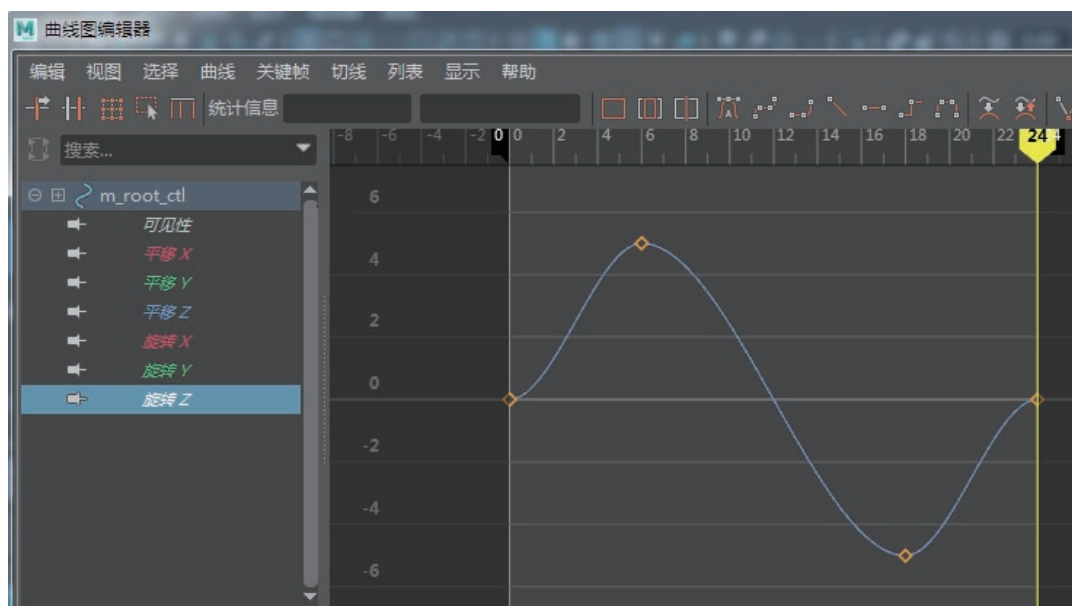 曲线图编辑器
编辑 视图 选择 曲线 关键帧 切线 列表 显示 帮助
统计信息
搜索...
-8 -6 -4 -2 0 0 2 4 6 8 10 12 14 16 18 20 22 24 4
m_root_ctl
可见性
平移 X
平移 Y
平移 Z
旋转 X
旋转 Y
旋转 Z
6
4
2
0
-2
-4
-6